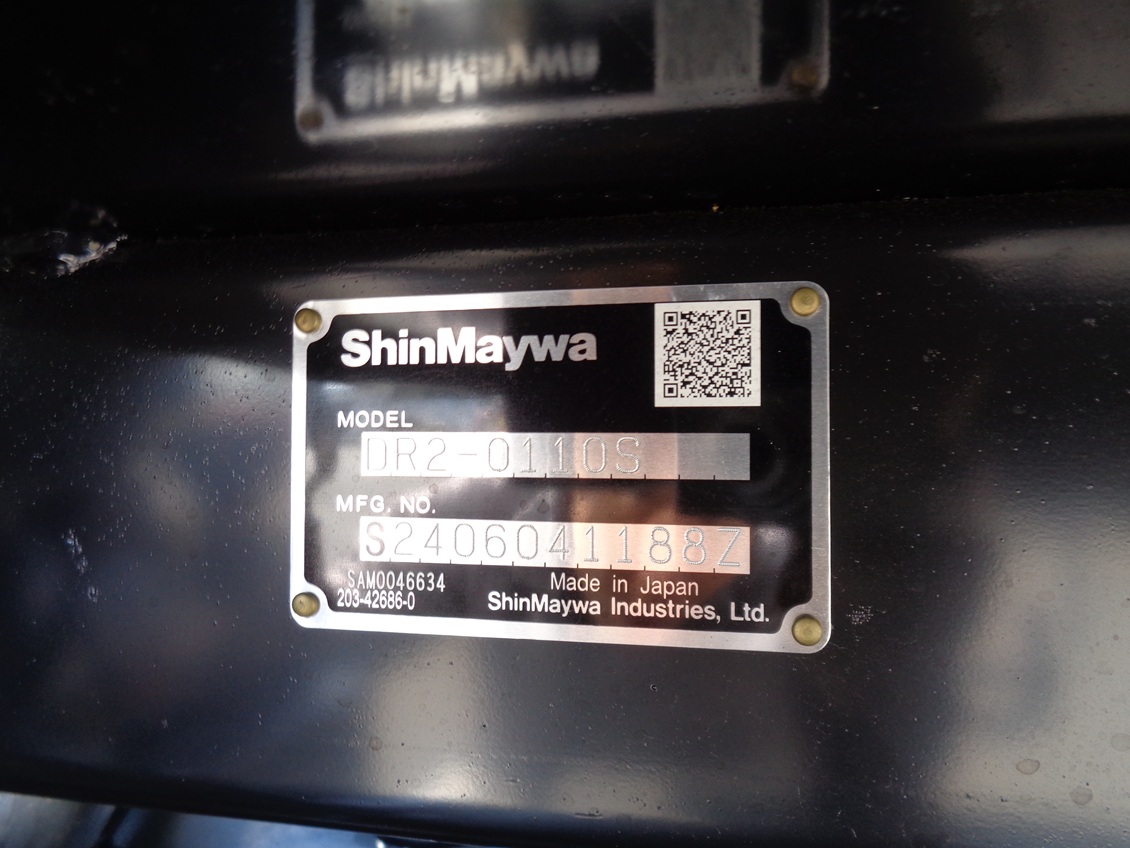 ShinMaywa
MODEL
DR2-0110S
MFG. NO.
S2406041188Z
SAM0046634
203-42686-0
Made in Japan
ShinMaywa Industries, Ltd.